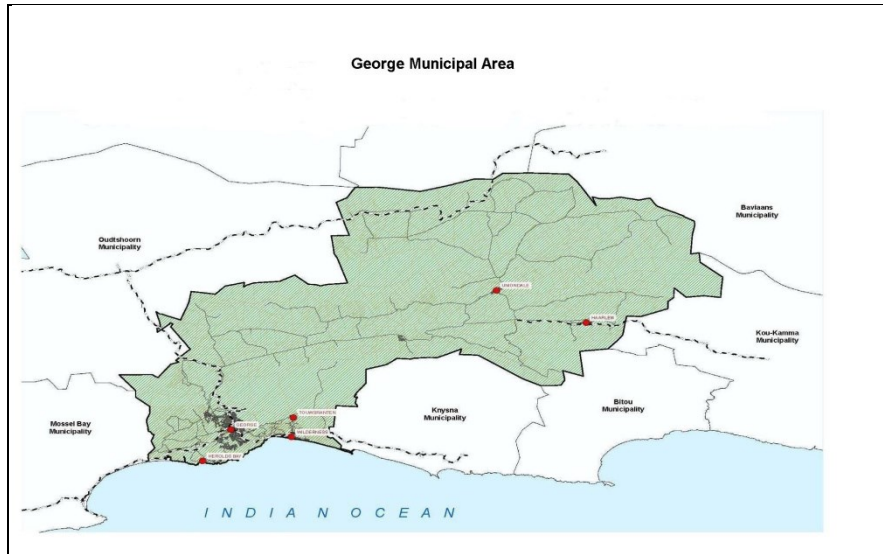 George Municipal Area
Baviaans
Municipality
Oudtshoorn
Municipality
UNIONDALE
HAARLEM
Kou-Kamma
Municipality
Knysna
Municipality
Bitou
Municipality
Mossel Bay
Municipality
TOUWSRANTEN
GEORGE
WILDERNESS
HEROLDS BAY
INDIAN OCEAN